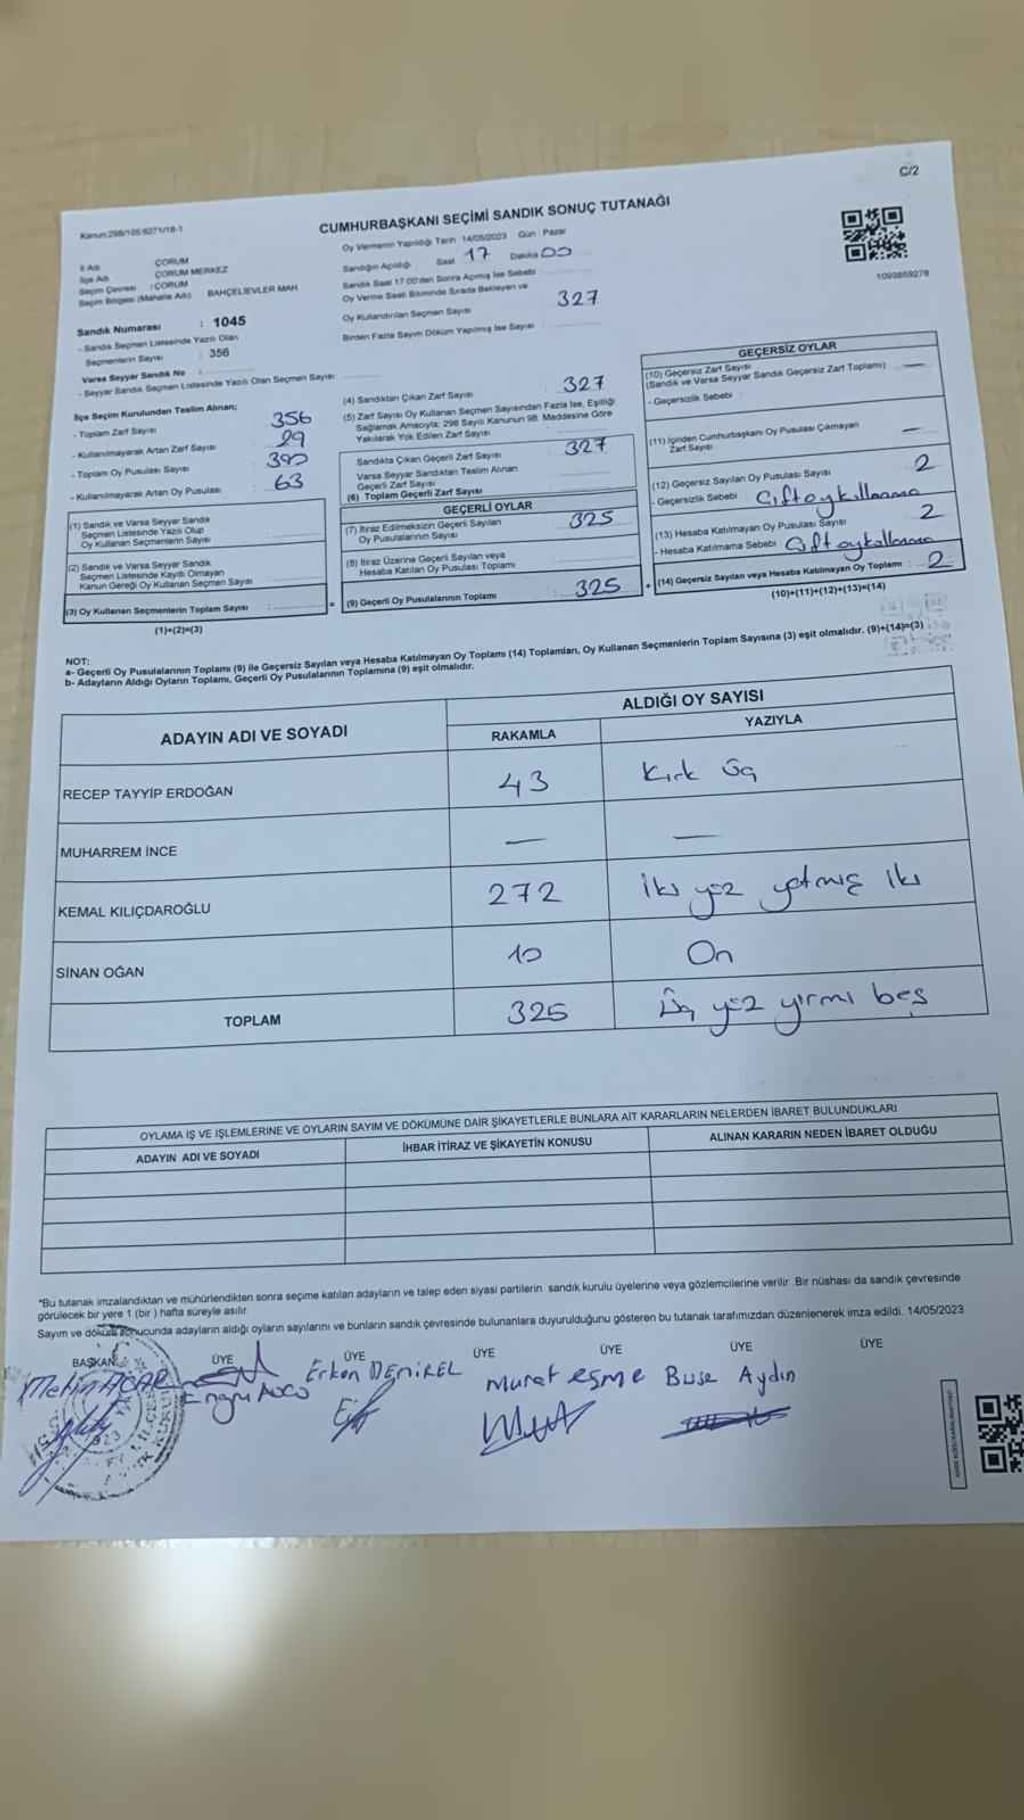 C/2
Kanun:298/105 6271/18-1
CUMHURBAŞKANI SEÇİMİ SANDIK SONUÇ TUTANAĞI
Oy Vermenin Yapıldığı Tarih 14/05/2023 Gün : Pazar
İl Adı : ÇORUM
İlçe Adı : ÇORUM MERKEZ
Seçim Çevresi : ÇORUM
Seçim Bölgesi (Mahalle Adı) BAHÇELİEVLER MAH
Sandığın Açıldığı Saat 17 Dakika 00
Sandık Saat 17:00'den Sonra Açılmış İse Sebebi
Oy Verme Saati Bitiminde Sırada Bekleyen ve
Oy Kullandırılan Seçmen Sayısı 327
Birden Fazla Sayım Döküm Yapılmış İse Sayısı
1093859278
Sandık Numarası : 1045
- Sandık Seçmen Listesinde Yazılı Olan
Seçmenlerin Sayısı : 356
Varsa Seyyar Sandık No :
- Seyyar Sandık Seçmen Listesinde Yazılı Olan Seçmen Sayısı
İlçe Seçim Kurulundan Teslim Alınan;
- Toplam Zarf Sayısı 356
- Kullanılmayarak Artan Zarf Sayısı 29
- Toplam Oy Pusulası Sayısı 390
- Kullanılmayarak Artan Oy Pusulası 63
(1) Sandık ve Varsa Seyyar Sandık
Seçmen Listesinde Yazılı Olup
Oy Kullanan Seçmenlerin Sayısı
(2) Sandık ve Varsa Seyyar Sandık
Seçmen Listesinde Kayıtlı Olmayan
Kanun Gereği Oy Kullanan Seçmen Sayısı
(3) Oy Kullanan Seçmenlerin Toplam Sayısı :
(1)+(2)=(3)
(4) Sandıktan Çıkan Zarf Sayısı 327
(5) Zarf Sayısı Oy Kullanan Seçmen Sayısından Fazla İse, Eşitliği
Sağlamak Amacıyla; 298 Sayılı Kanunun 98. Maddesine Göre
Yakılarak Yok Edilen Zarf Sayısı
Sandıkta Çıkan Geçerli Zarf Sayısı 327
Varsa Seyyar Sandıktan Teslim Alınan
Geçerli Zarf Sayısı
(6) Toplam Geçerli Zarf Sayısı
GEÇERLİ OYLAR
(7) İtiraz Edilmeksizin Geçerli Sayılan
Oy Pusulalarının Sayısı 325
(8) İtiraz Üzerine Geçerli Sayılan veya
Hesaba Katılan Oy Pusulası Toplamı
(9) Geçerli Oy Pusulalarının Toplamı 325
GEÇERSİZ OYLAR
(10) Geçersiz Zarf Sayısı
(Sandık ve Varsa Seyyar Sandık Geçersiz Zarf Toplamı) —
- Geçersizlik Sebebi
(11) İçinden Cumhurbaşkanı Oy Pusulası Çıkmayan
Zarf Sayısı —
(12) Geçersiz Sayılan Oy Pusulası Sayısı 2
- Geçersizlik Sebebi Çift oy kullanma
(13) Hesaba Katılmayan Oy Pusulası Sayısı 2
- Hesaba Katılmama Sebebi Çift oy kullanma
(14) Geçersiz Sayılan veya Hesaba Katılmayan Oy Toplamı : 2
(10)+(11)+(12)+(13)=(14)
NOT:
a- Geçerli Oy Pusulalarının Toplamı (9) ile Geçersiz Sayılan veya Hesaba Katılmayan Oy Toplamı (14) Toplamları, Oy Kullanan Seçmenlerin Toplam Sayısına (3) eşit olmalıdır. (9)+(14)=(3)
b- Adayların Aldığı Oyların Toplamı, Geçerli Oy Pusulalarının Toplamına (9) eşit olmalıdır.
ADAYIN ADI VE SOYADI
ALDIĞI OY SAYISI
RAKAMLA YAZIYLA
RECEP TAYYİP ERDOĞAN 43 Kırk Üç
MUHARREM İNCE — —
KEMAL KILIÇDAROĞLU 272 İki yüz yetmiş iki
SİNAN OĞAN 10 On
TOPLAM 325 Üç yüz yirmi beş
OYLAMA İŞ VE İŞLEMLERİNE VE OYLARIN SAYIM VE DÖKÜMÜNE DAİR ŞİKAYETLERLE BUNLARA AİT KARARLARIN NELERDEN İBARET BULUNDUKLARI
ADAYIN ADI VE SOYADI İHBAR İTİRAZ VE ŞİKAYETİN KONUSU ALINAN KARARIN NEDEN İBARET OLDUĞU
*Bu tutanak imzalandıktan ve mühürlendikten sonra seçime katılan adayların ve talep eden siyasi partilerin sandık kurulu üyelerine veya gözlemcilerine verilir. Bir nüshası da sandık çevresinde
görülecek bir yere 1 (bir) hafta süreyle asılır.
Sayım ve döküm sonucunda adayların aldığı oyların sayılarını ve bunların sandık çevresinde bulunanlara duyurulduğunu gösteren bu tutanak tarafımızdan düzenlenerek imza edildi. 14/05/2023
BAŞKAN ÜYE ÜYE ÜYE ÜYE ÜYE ÜYE
Metin ACAR Erkan DEMİREL Murat eşme Buse Aydın